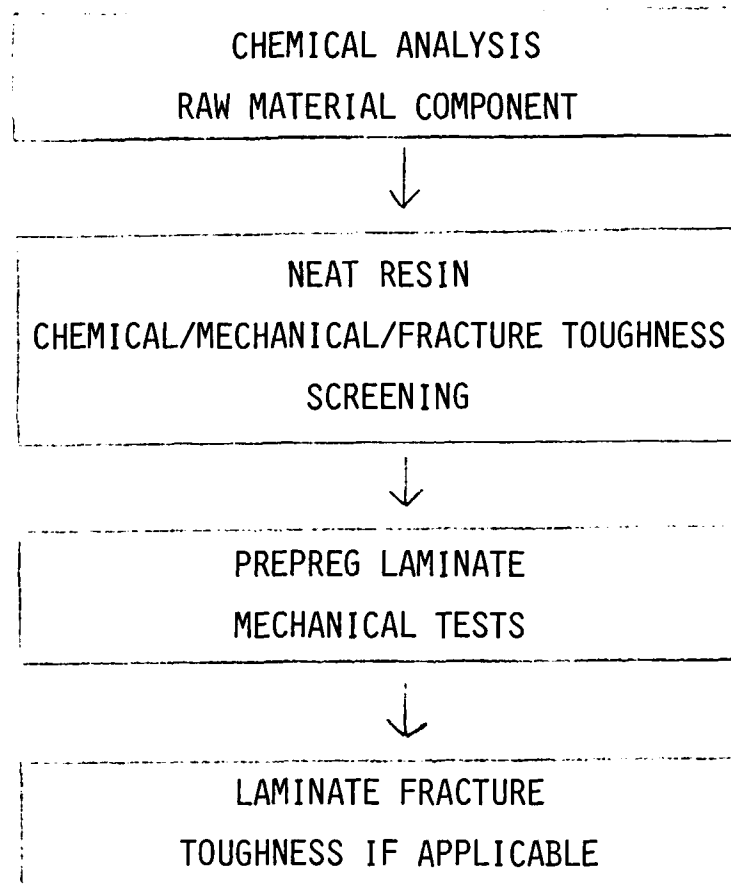 CHEMICAL ANALYSIS
RAW MATERIAL COMPONENT
NEAT RESIN
CHEMICAL/MECHANICAL/FRACTURE TOUGHNESS
SCREENING
PREPREG LAMINATE
MECHANICAL TESTS
LAMINATE FRACTURE
TOUGHNESS IF APPLICABLE